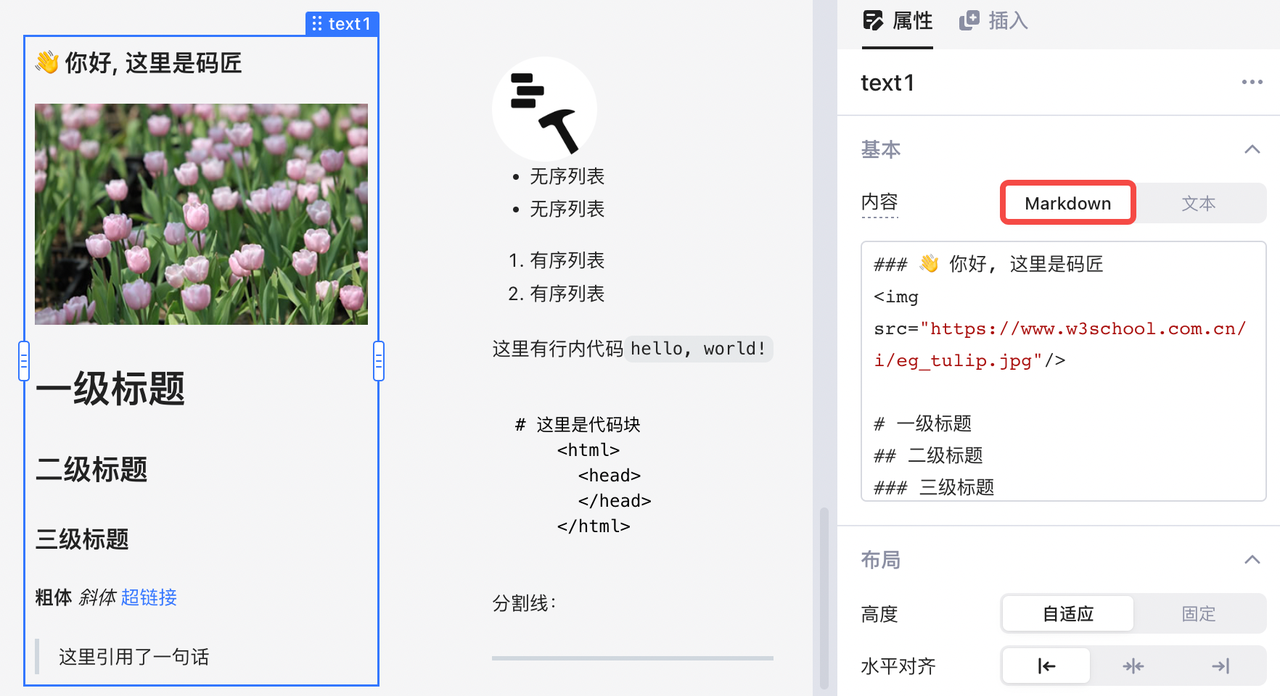 text1
👋 你好, 这里是码匠
一级标题
二级标题
三级标题
粗体 斜体 超链接
这里引用了一句话
• 无序列表
• 无序列表
1. 有序列表
2. 有序列表
这里有行内代码 hello, world!
# 这里是代码块
<html>
<head>
</head>
</html>
分割线:
属性 插入
text1
基本
内容 Markdown 文本
### 👋 你好, 这里是码匠
<img
src="https://www.w3school.com.cn/
i/eg_tulip.jpg"/>
# 一级标题
## 二级标题
### 三级标题
布局
高度 自适应 固定
水平对齐